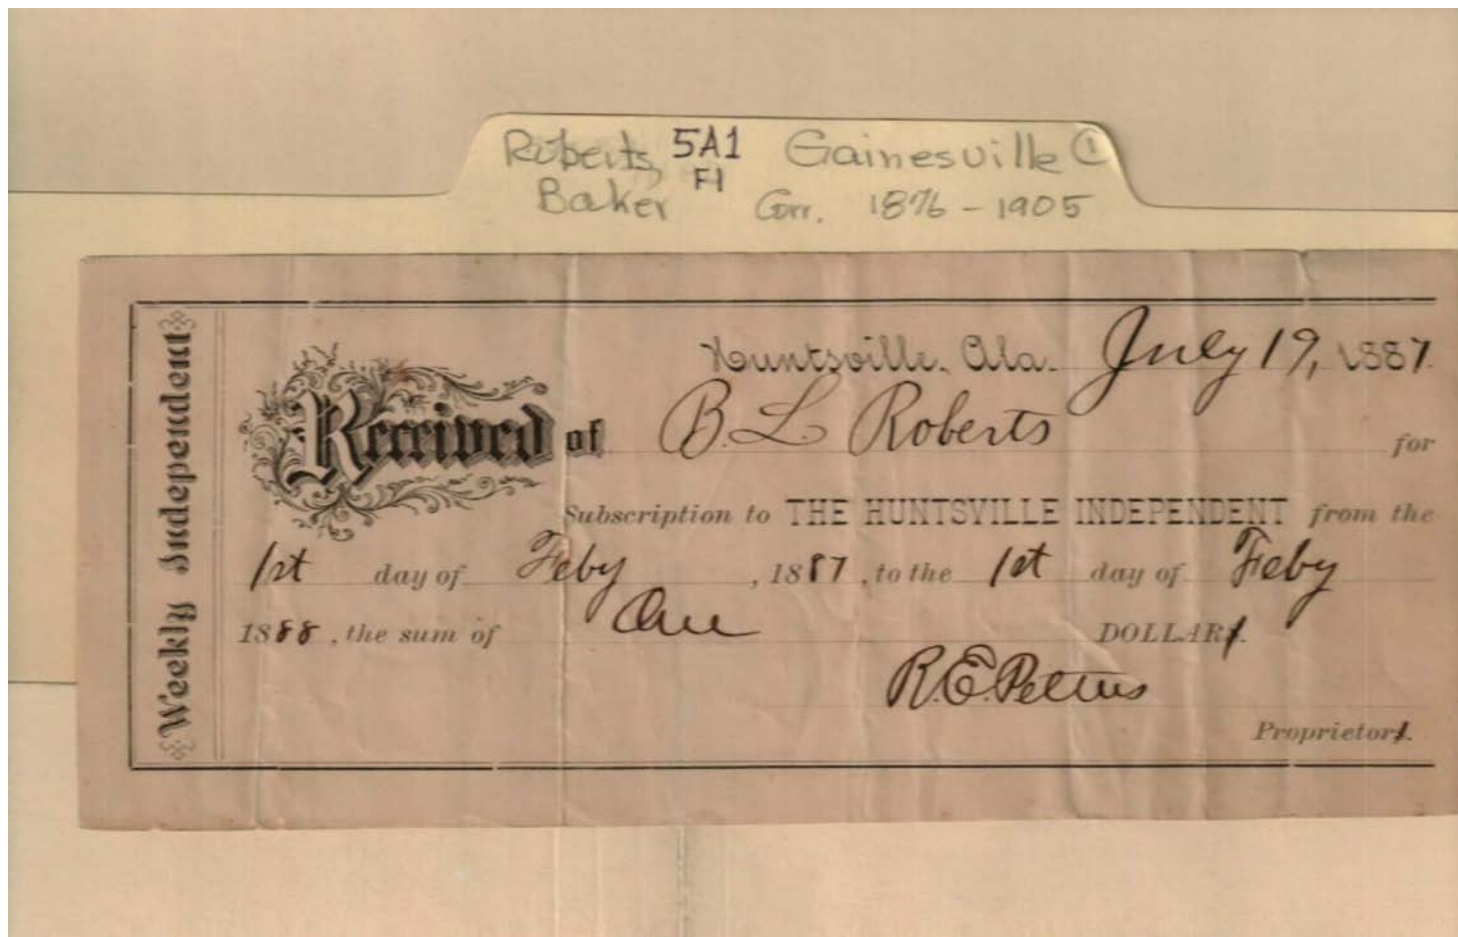 Roberts, 5A1 Gainesville ①
Baker F1 Corr. 1876 - 1905
Weekly Independent
Huntsville, Ala. July 19, 1887.
Received of B. L. Roberts for
Subscription to THE HUNTSVILLE INDEPENDENT from the
1st day of Feby, 1887, to the 1st day of Feby
1888, the sum of One DOLLAR.
R. E. Pettus
Proprietor.